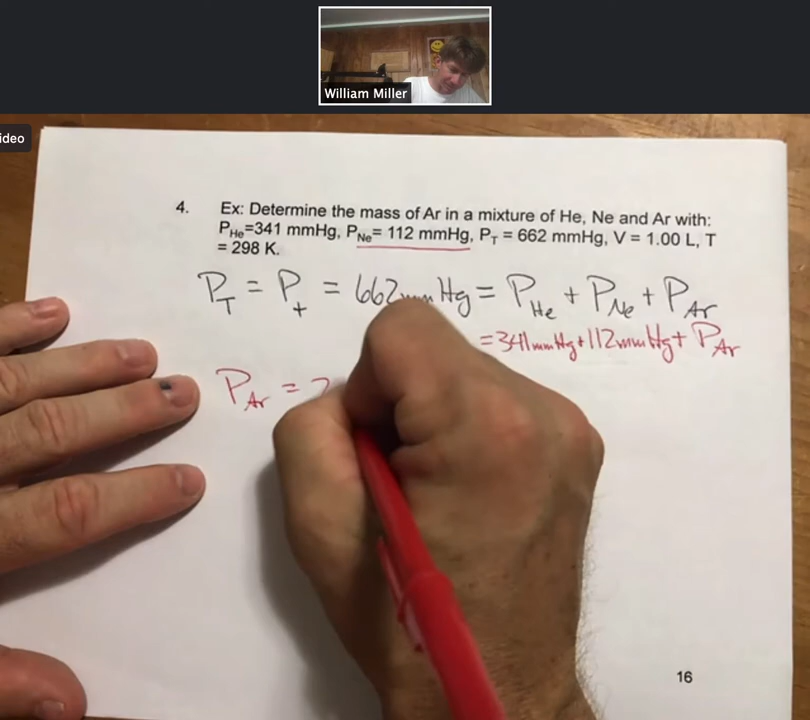 William Miller
ideo
4. Ex: Determine the mass of Ar in a mixture of He, Ne and Ar with:
PHe=341 mmHg, PNe= 112 mmHg, PT = 662 mmHg, V = 1.00 L, T
= 298 K.
PT = P+ = 662mmHg = PHe + PNe + PAr
=341mmHg+112mmHg+ PAr
PAr = 2
16